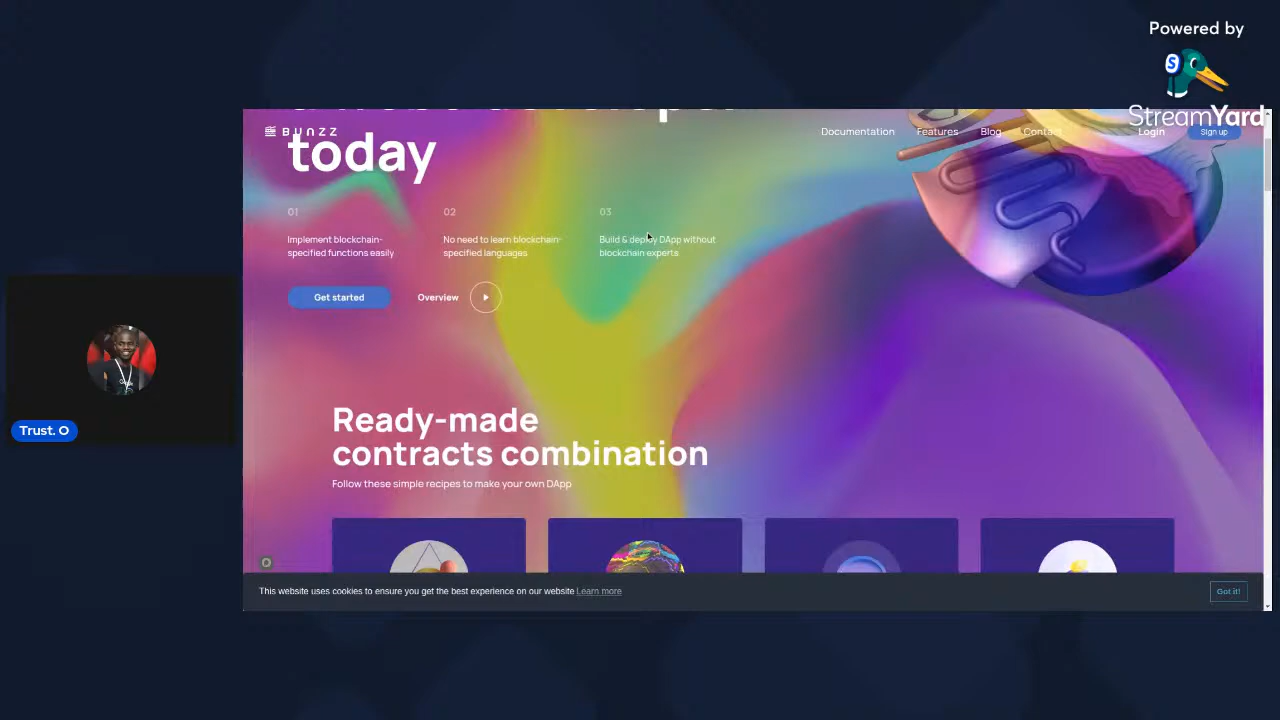 Powered by
StreamYard
BUNZZ
Documentation
Features
Blog
Contact
Login
Sign up
today
01
02
03
Implement blockchain-
specified functions easily
No need to learn blockchain-
specified languages
Build & deploy DApp without
blockchain experts
Get started
Overview
Trust. O
Ready-made
contracts combination
Follow these simple recipes to make your own DApp
This website uses cookies to ensure you get the best experience on our website Learn more
Got it!